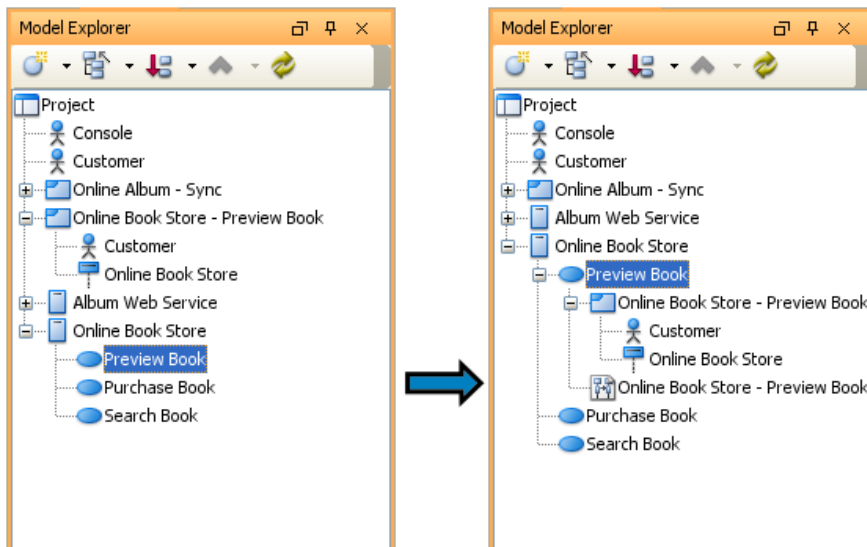 Model Explorer
Project
Console
Customer
Online Album - Sync
Online Book Store - Preview Book
Customer
Online Book Store
Album Web Service
Online Book Store
Preview Book
Purchase Book
Search Book
Model Explorer
Project
Console
Customer
Online Album - Sync
Album Web Service
Online Book Store
Preview Book
Online Book Store - Preview Book
Customer
Online Book Store
Online Book Store - Preview Book
Purchase Book
Search Book